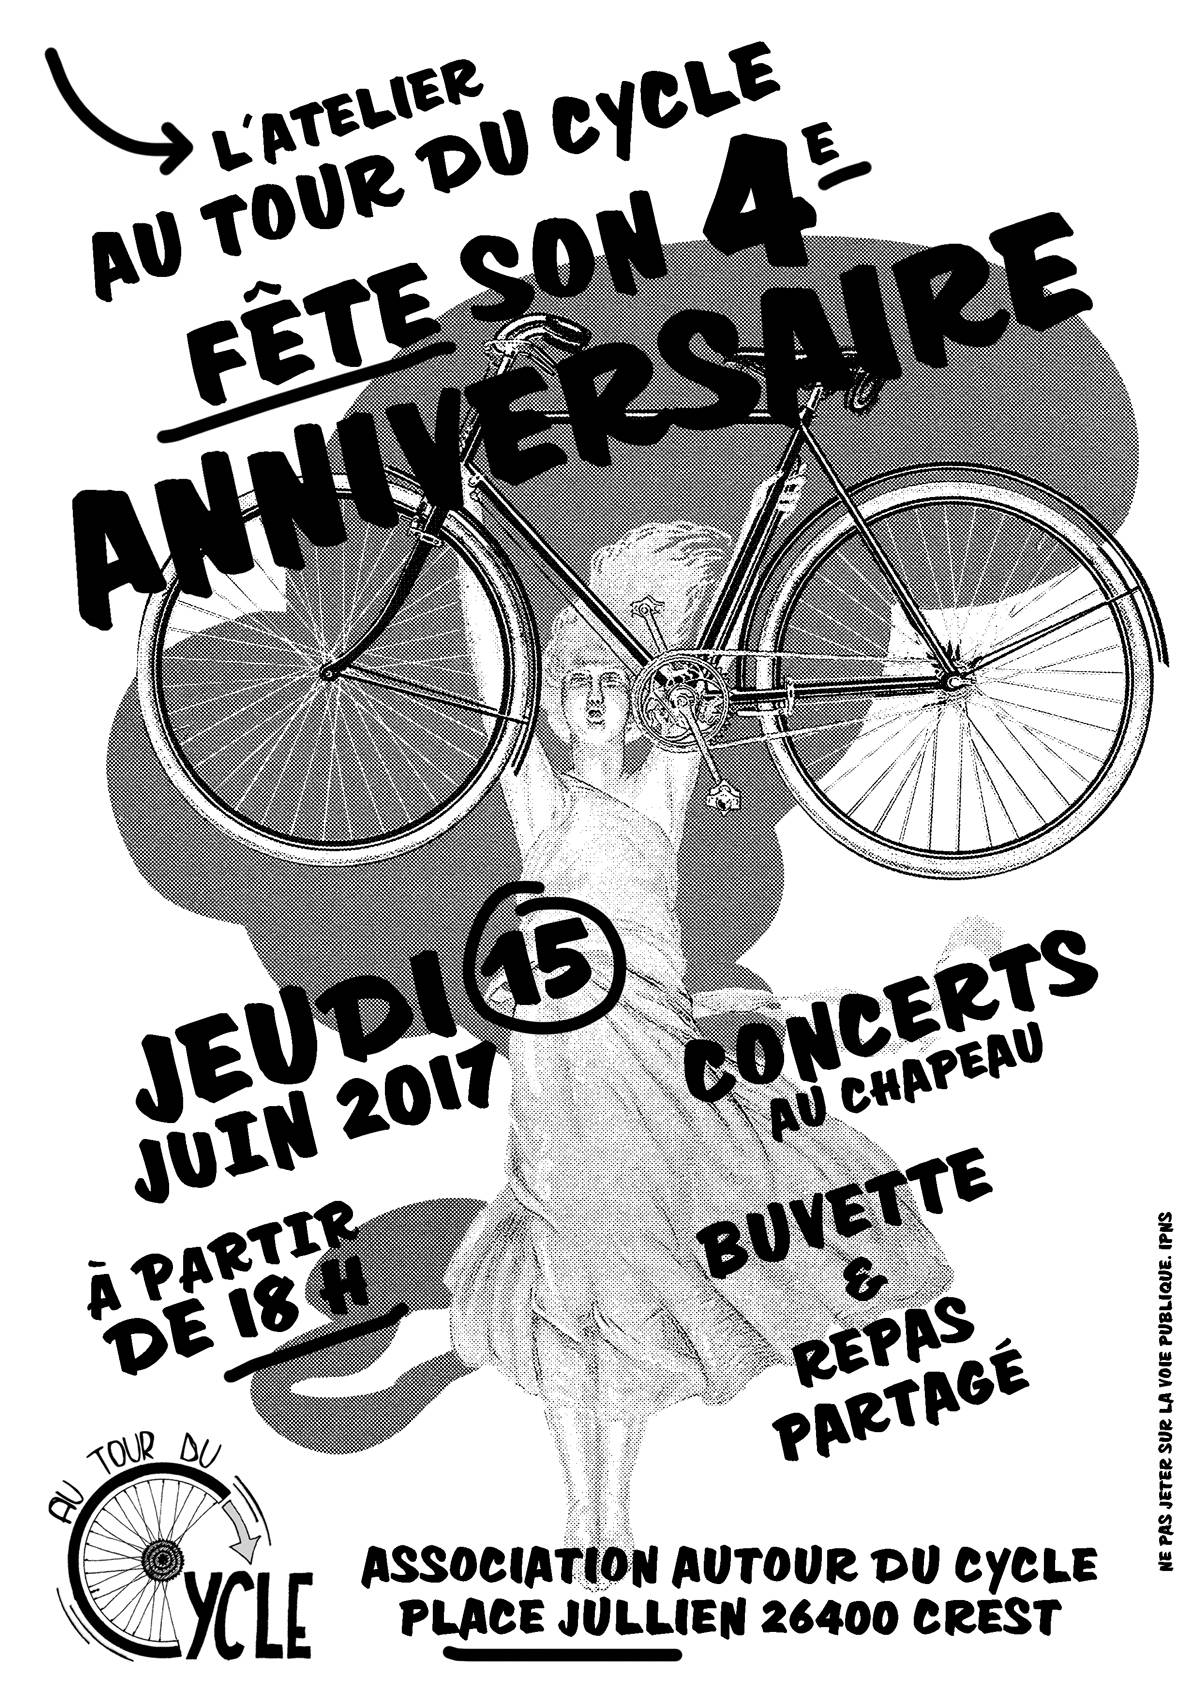 L'ATELIER
AU TOUR DU CYCLE
FÊTE SON 4E
ANNIVERSAIRE
JEUDI 15
JUIN 2017
À PARTIR
DE 18 H
CONCERTS
AU CHAPEAU
BUVETTE
&
REPAS
PARTAGÉ
NE PAS JETER SUR LA VOIE PUBLIQUE. IPNS
AU TOUR DU
CYCLE
ASSOCIATION AUTOUR DU CYCLE
PLACE JULLIEN 26400 CREST